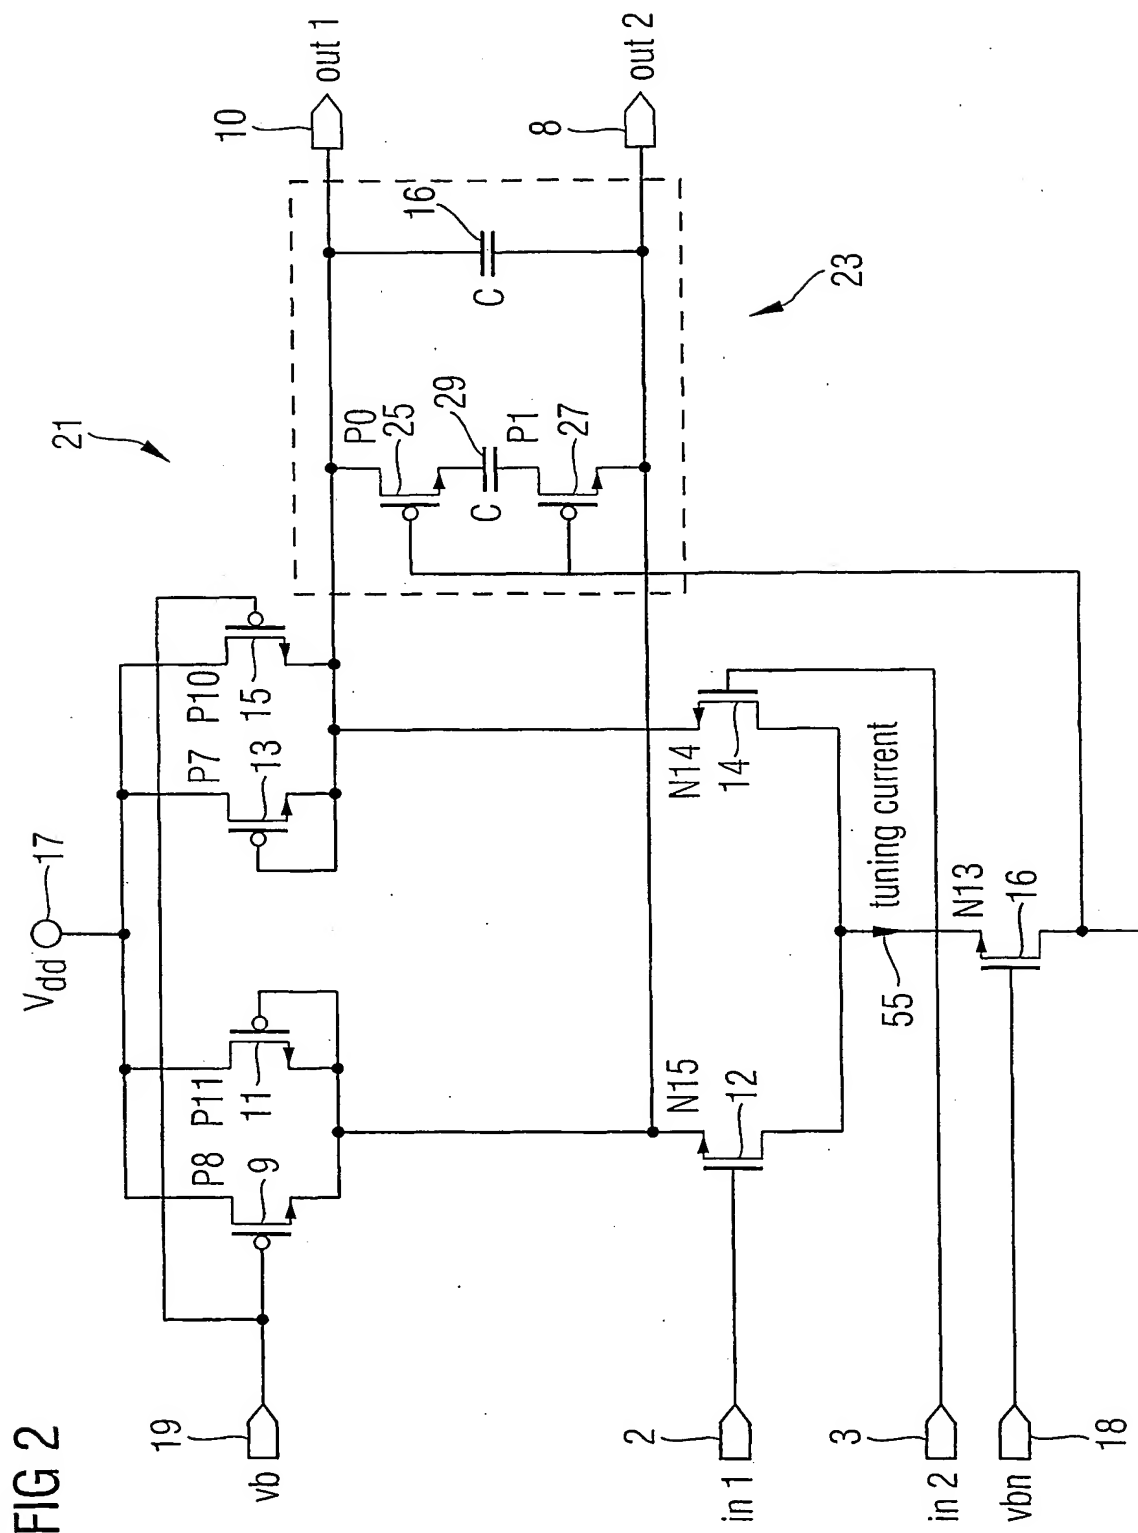 FIG 2
21
23
Vdd
17
10
out 1
8
out 2
16
C
P0
25
29
C
P1
27
P10
15
P7
13
P11
11
P8
9
19
vb
N14
14
N15
12
tuning current
55
N13
16
2
in 1
3
in 2
18
vbn